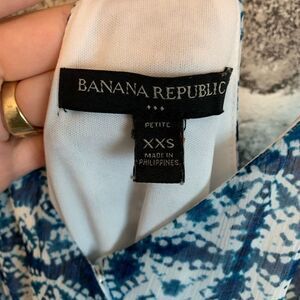 BANANA REPUBLIC
PETITE
XXS
MADE IN
PHILIPPINES